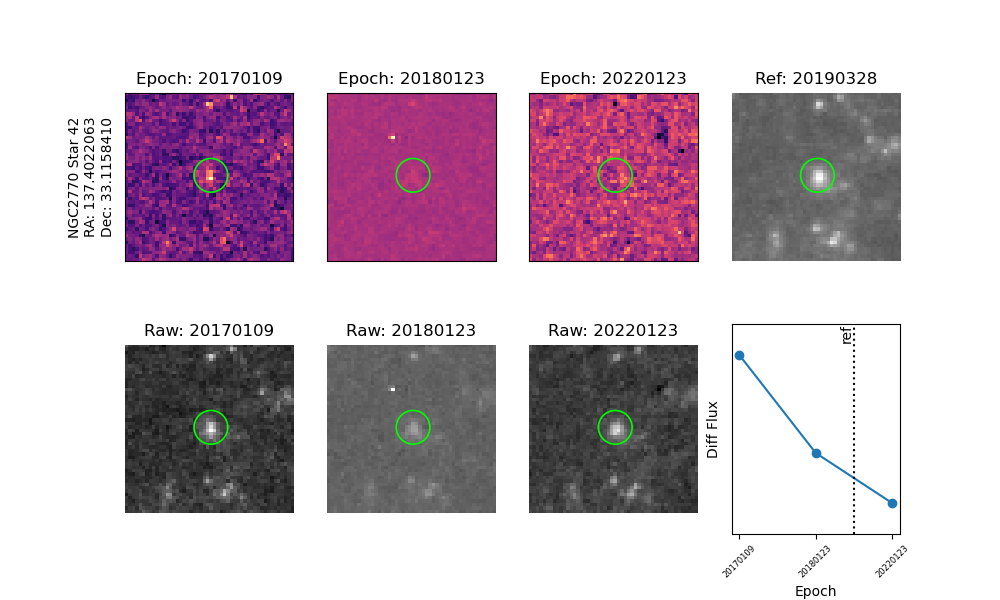 Epoch: 20170109
Epoch: 20180123
Epoch: 20220123
Ref: 20190328
NGC2770 Star 42
RA: 137.4022063
Dec: 33.1158410
Raw: 20170109
Raw: 20180123
Raw: 20220123
ref
Diff Flux
20170109
20180123
20220123
Epoch